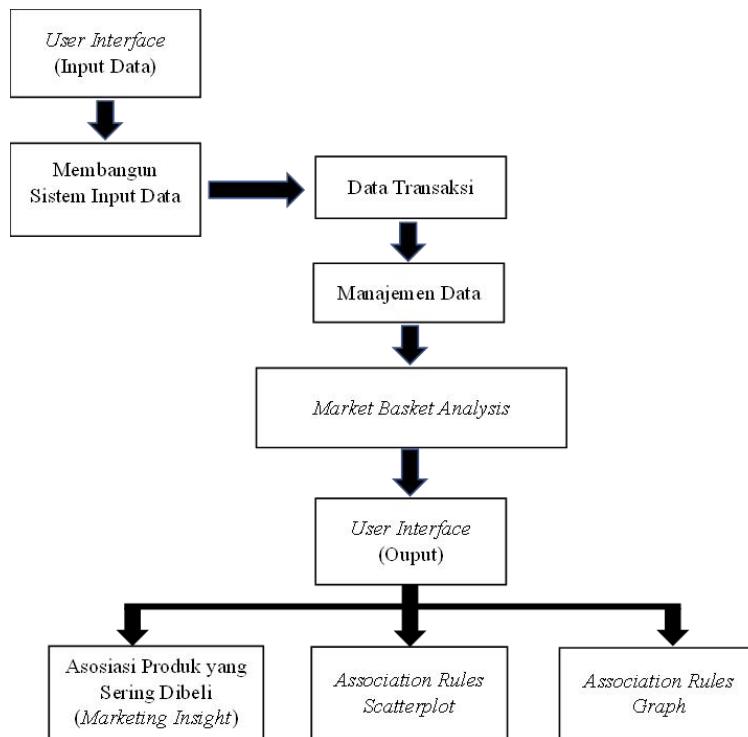 User Interface
(Input Data)
Membangun
Sistem Input Data
Data Transaksi
Manajemen Data
Market Basket Analysis
User Interface
(Ouput)
Asosiasi Produk yang
Sering Dibeli
(Marketing Insight)
Association Rules
Scatterplot
Association Rules
Graph